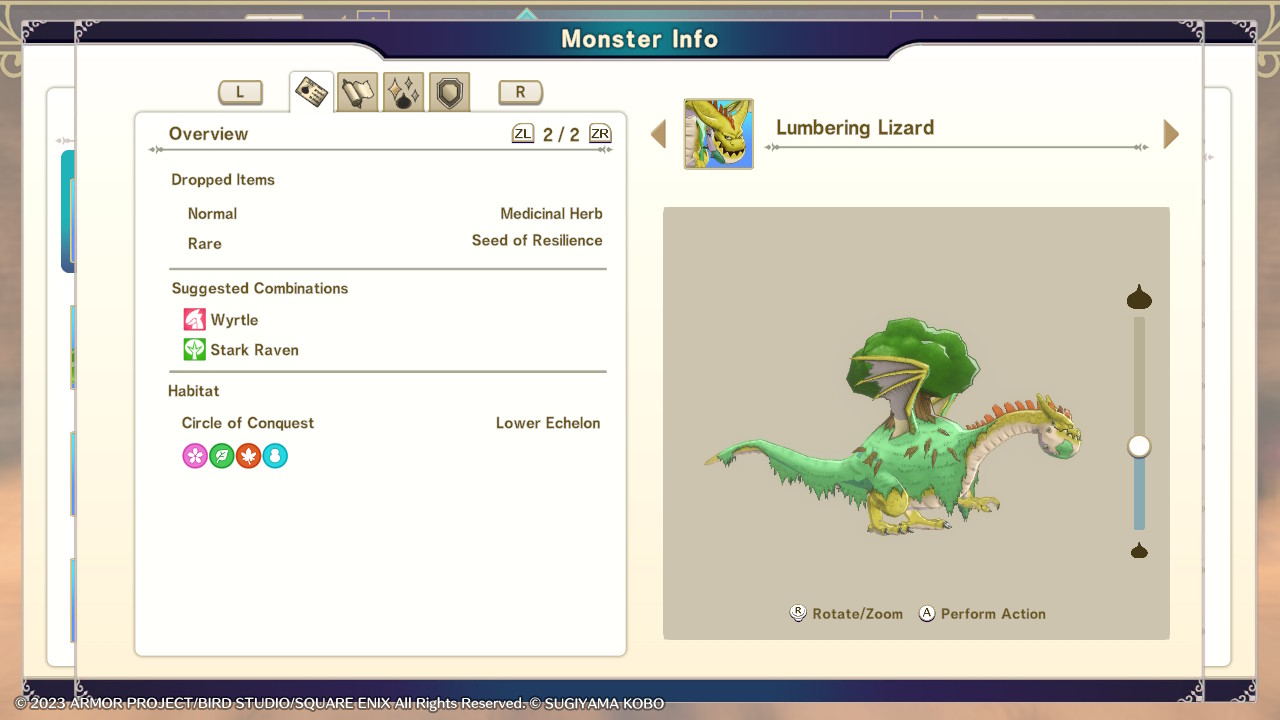 Monster Info
L
R
Overview
ZL 2 / 2 ZR
Dropped Items
Normal Medicinal Herb
Rare Seed of Resilience
Suggested Combinations
Wyrtle
Stark Raven
Habitat
Circle of Conquest Lower Echelon
Lumbering Lizard
R Rotate/Zoom A Perform Action
© 2023 ARMOR PROJECT/BIRD STUDIO/SQUARE ENIX All Rights Reserved. © SUGIYAMA KOBO